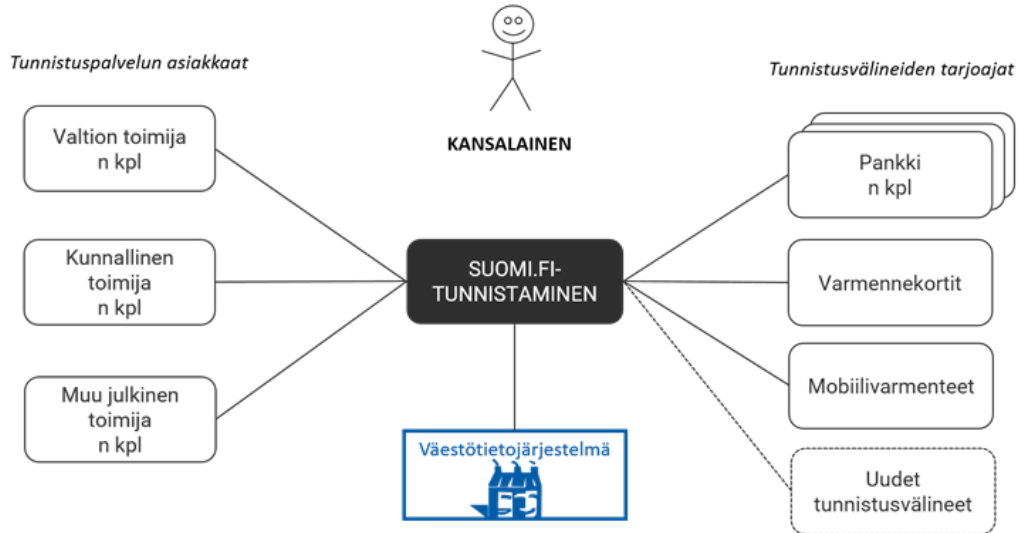 Tunnistuspalvelun asiakkaat
Valtion toimija
n kpl
Kunnallinen
toimija
n kpl
Muu julkinen
toimija
n kpl
KANSALAINEN
SUOMI.FI-
TUNNISTAMINEN
Väestötietojärjestelmä
Tunnistusvälineiden tarjoajat
Pankki
n kpl
Varmennekortit
Mobiilivarmenteet
Uudet
tunnistusvälineet